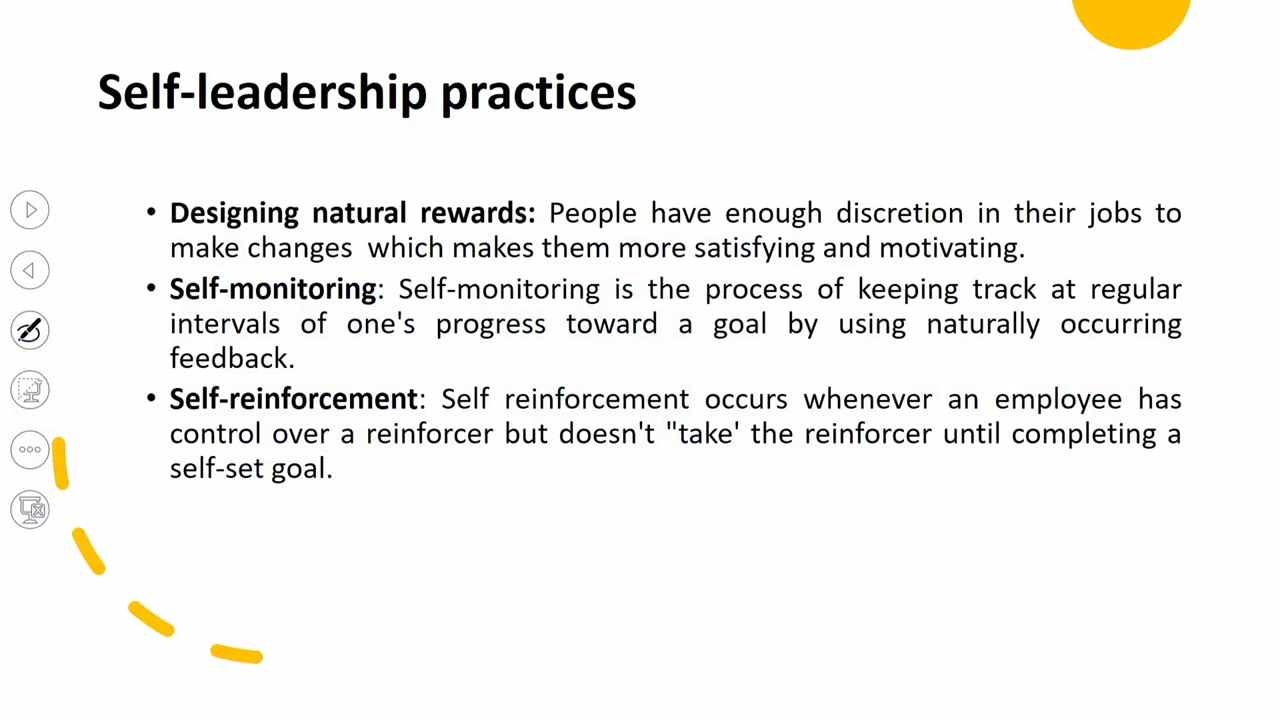 Self-leadership practices
• Designing natural rewards: People have enough discretion in their jobs to
make changes  which makes them more satisfying and motivating.
• Self-monitoring: Self-monitoring is the process of keeping track at regular
intervals of one's progress toward a goal by using naturally occurring
feedback.
• Self-reinforcement: Self reinforcement occurs whenever an employee has
control over a reinforcer but doesn't "take' the reinforcer until completing a
self-set goal.